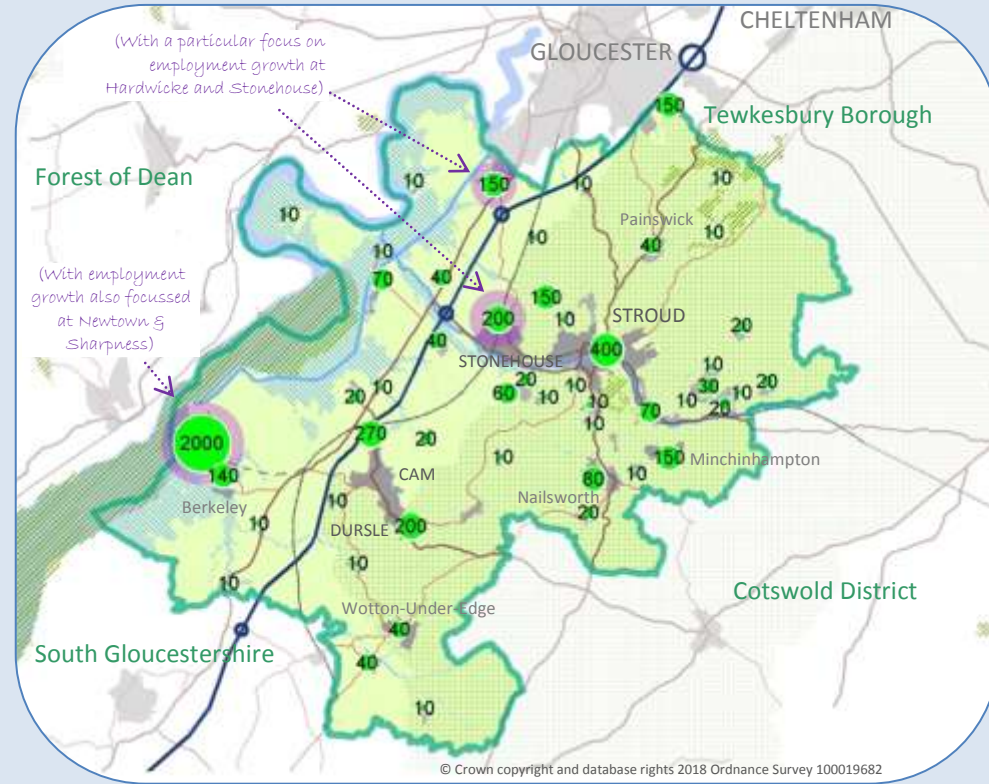 CHELTENHAM
(With a particular focus on
employment growth at
Hardwicke and Stonehouse)
GLOUCESTER
150
Tewkesbury Borough
Forest of Dean
10
150
10
10
10
Painswick
10
10
40
10
(With employment
growth also focussed
at Newtown &
Sharpness)
70
40
150
200
10
STROUD
20
40
STONEHOUSE
400
10
20
10
20
60
20
10
10
10
10
30
10
20
20
10
70
10
2000
270
20
10
150
Minchinhampton
140
CAM
80
10
Berkeley
10
10
Nailsworth
20
DURSLE
200
10
10
Cotswold District
Wotton-Under-Edge
40
South Gloucestershire
40
10
© Crown copyright and database rights 2018 Ordnance Survey 100019682